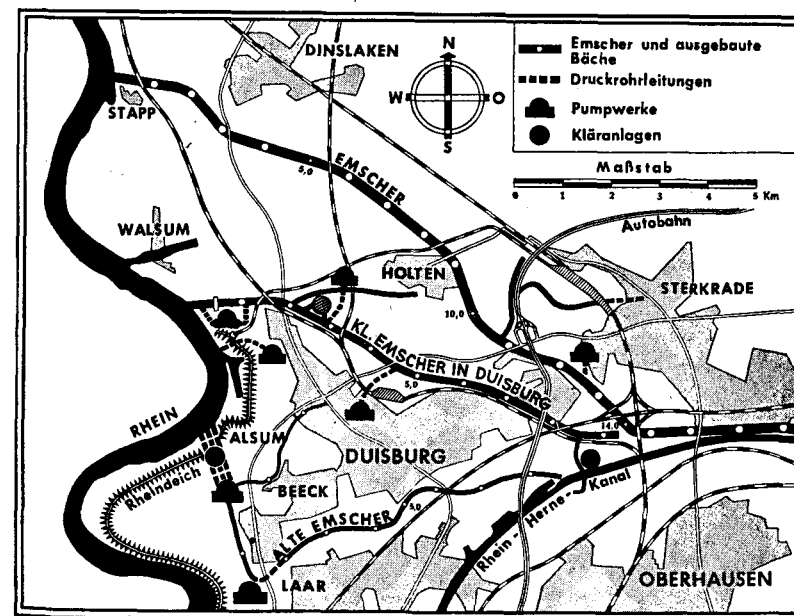 DINSLAKEN
N
W
O
S
Emscher und ausgebaute
Bäche
Druckrohrleitungen
Pumpwerke
Kläranlagen
Maßstab
0 1 2 3 4 5 Km
STAPP
EMSCHER
5,0
Autobahn
WALSUM
HOLTEN
STERKRADE
10,0
KL. EMSCHER IN DUISBURG
5,0
14,0
RHEIN
ALSUM
Rheindeich
DUISBURG
BEECK
5,0
ALTE EMSCHER
Rhein-Herne-Kanal
LAAR
OBERHAUSEN